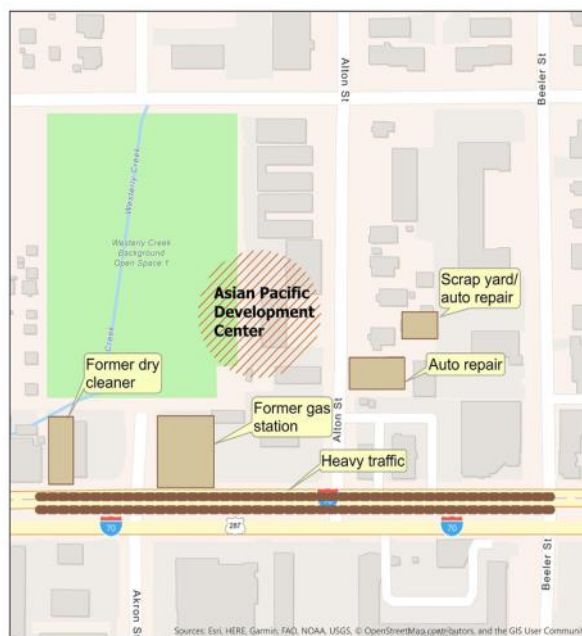 Alton St
Beeler St
Westerly Creek
Westerly Creek
Background
Open Space 1
Asian Pacific
Development
Center
Scrap yard/
auto repair
Creek
Former dry
cleaner
Auto repair
Former gas
station
Alton St
Heavy traffic
70
287
70
Akron St
Beeler St
Sources: Esri, HERE, Garmin, FAO, NOAA, USGS, © OpenStreetMap contributors, and the GIS User Communi